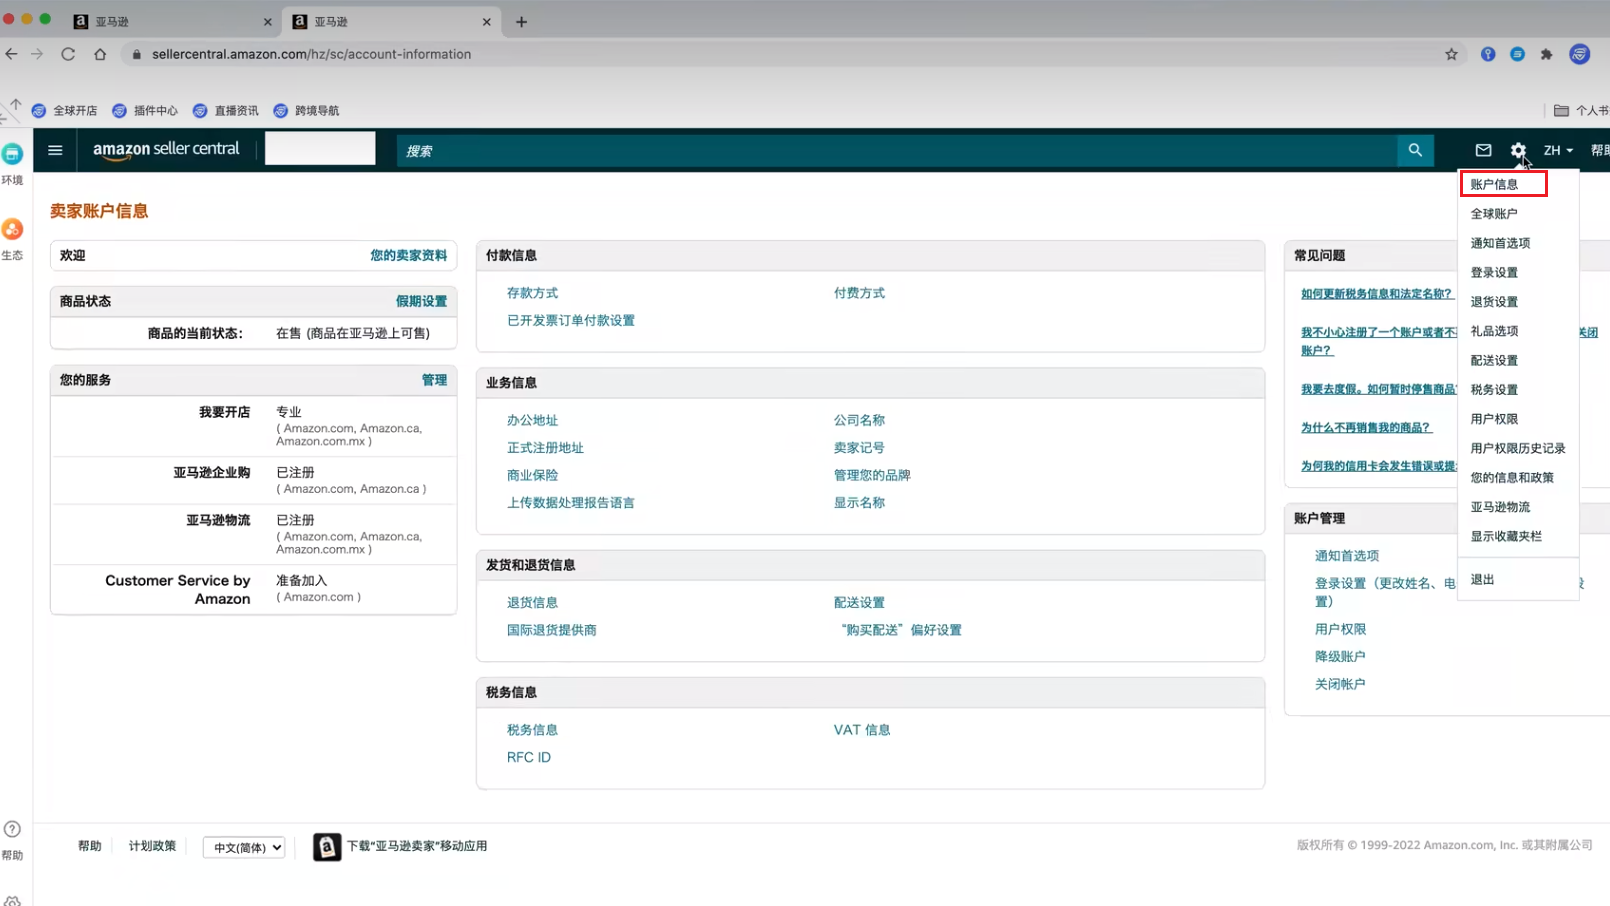 亚马逊
亚马逊
sellercentral.amazon.com/hz/sc/account-information
全球开店
插件中心
直播资讯
跨境导航
个人书
环境
生态
帮助
amazon seller central
搜索
ZH
帮助
账户信息
全球账户
通知首选项
登录设置
退货设置
礼品选项
配送设置
税务设置
用户权限
用户权限历史记录
您的信息和政策
亚马逊物流
显示收藏夹栏
退出
卖家账户信息
欢迎
您的卖家资料
商品状态
假期设置
商品的当前状态：
在售 (商品在亚马逊上可售)
您的服务
管理
我要开店
专业
( Amazon.com, Amazon.ca,
Amazon.com.mx )
亚马逊企业购
已注册
( Amazon.com, Amazon.ca )
亚马逊物流
已注册
( Amazon.com, Amazon.ca,
Amazon.com.mx )
Customer Service by
Amazon
准备加入
( Amazon.com )
付款信息
存款方式
付费方式
已开发票订单付款设置
业务信息
办公地址
公司名称
正式注册地址
卖家记号
商业保险
管理您的品牌
上传数据处理报告语言
显示名称
发货和退货信息
退货信息
配送设置
国际退货提供商
“购买配送”偏好设置
税务信息
税务信息
VAT 信息
RFC ID
常见问题
如何更新税务信息和法定名称？
我不小心注册了一个账户或者不
关闭
账户？
我要去度假。如何暂时停售商品
为什么不再销售我的商品？
为何我的信用卡会发生错误或提
账户管理
通知首选项
登录设置（更改姓名、电
设
置）
用户权限
降级账户
关闭帐户
帮助
计划政策
中文(简体)
下载“亚马逊卖家”移动应用
版权所有 © 1999-2022 Amazon.com, Inc. 或其附属公司